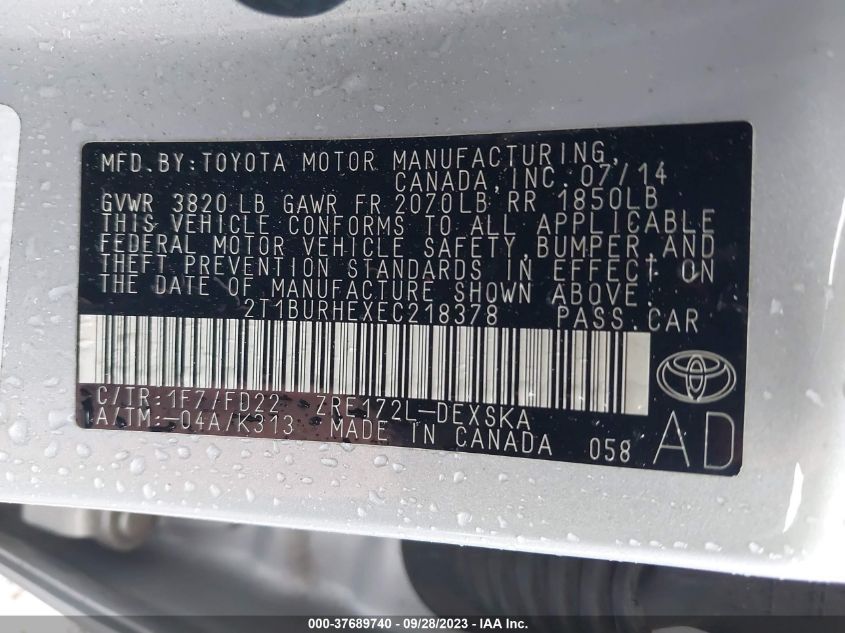 MFD.BY:TOYOTA MOTOR MANUFACTURING,
CANADA,INC.07/14
GVWR 3820LB GAWR FR 2070LB RR 1850LB
THIS VEHICLE CONFORMS TO ALL APPLICABLE
FEDERAL MOTOR VEHICLE SAFETY,BUMPER,AND
THEFT PREVENTION STANDARDS IN EFFECT ON
THE DATE OF MANUFACTURE SHOWN ABOVE.
2T1BURHEXEC218378 PASS.CAR
C/TR:1F7/FD22 ZRE172L-DEXSKA
A/TM:-04A/K313 MADE IN CANADA 058 AD
000-37689740 - 09/28/2023 - IAAI Holdings, Inc.